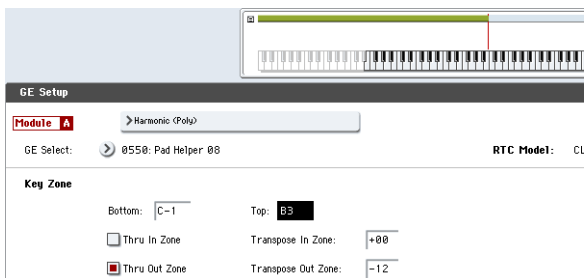 GE Setup
Module A
Harmonic (Poly)
GE Select: 0550: Pad Helper 08 RTC Model: CL
Key Zone
Bottom: C-1 Top: B3
Thru In Zone Transpose In Zone: +00
Thru Out Zone Transpose Out Zone: -12